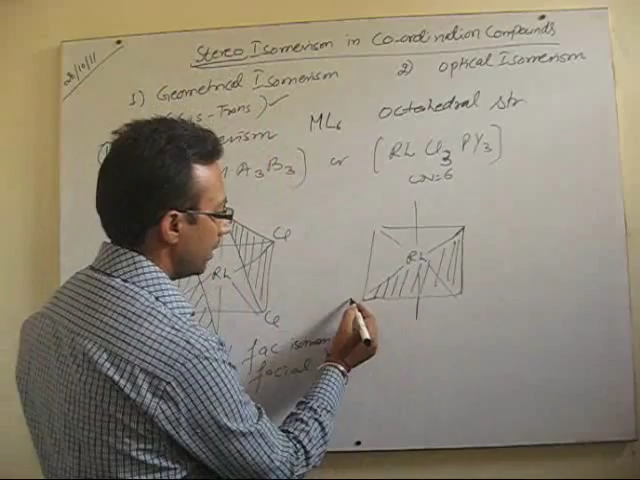 20/10/11
Stereo Isomerism in Co-ordination Compounds
1) Geometrical Isomerism 2) Optical Isomerism
(Cis-Trans) ✓
ML6 octahedral str
A3B3) or (Rh Cl3 PY3)
CN=6
Cl
Rh Rh
Cl
fac isomer
facial